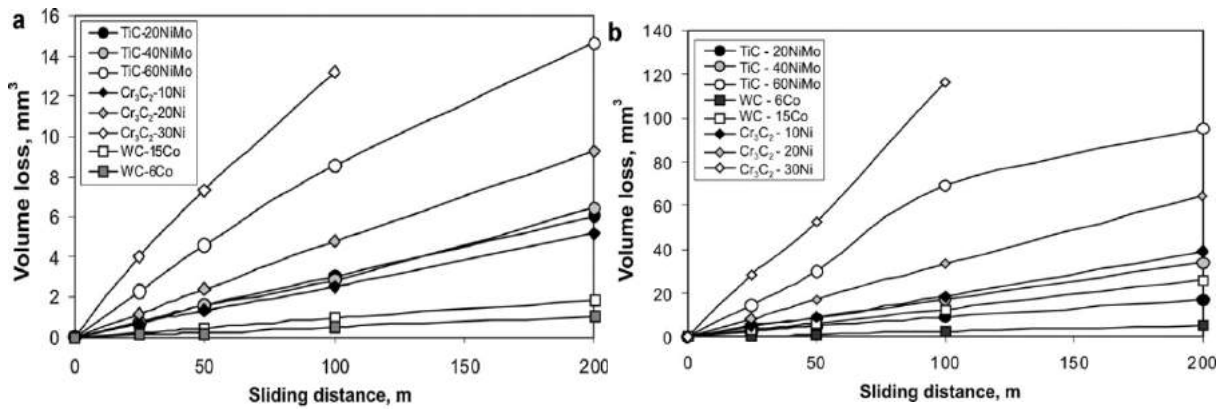 a
Volume loss, mm³
16
14
12
10
8
6
4
2
0
TiC-20NiMo
TiC-40NiMo
TiC-60NiMo
Cr₃C₂-10Ni
Cr₃C₂-20Ni
Cr₃C₂-30Ni
WC-15Co
WC-6Co
0 50 100 150 200
Sliding distance, m
b
Volume loss, mm³
140
120
100
80
60
40
20
0
TiC - 20NiMo
TiC - 40NiMo
TiC - 60NiMo
WC - 6Co
WC - 15Co
Cr₃C₂ - 10Ni
Cr₃C₂ - 20Ni
Cr₃C₂ - 30Ni
0 50 100 150 200
Sliding distance, m